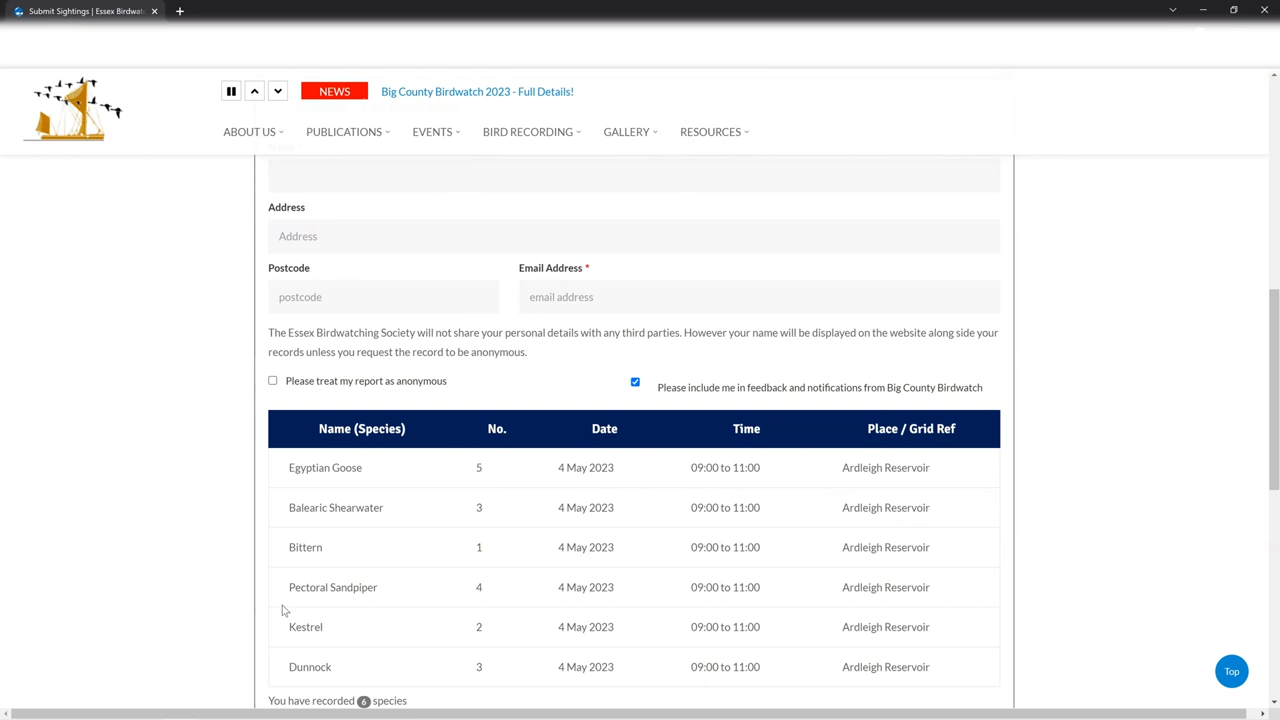 Submit Sightings | Essex Birdwat
NEWS Big County Birdwatch 2023 - Full Details!
ABOUT US PUBLICATIONS EVENTS BIRD RECORDING GALLERY RESOURCES
Address
Address
Postcode Email Address *
postcode email address
The Essex Birdwatching Society will not share your personal details with any third parties. However your name will be displayed on the website along side your
records unless you request the record to be anonymous.
Please treat my report as anonymous Please include me in feedback and notifications from Big County Birdwatch
Name (Species) No. Date Time Place / Grid Ref
Egyptian Goose 5 4 May 2023 09:00 to 11:00 Ardleigh Reservoir
Balearic Shearwater 3 4 May 2023 09:00 to 11:00 Ardleigh Reservoir
Bittern 1 4 May 2023 09:00 to 11:00 Ardleigh Reservoir
Pectoral Sandpiper 4 4 May 2023 09:00 to 11:00 Ardleigh Reservoir
Kestrel 2 4 May 2023 09:00 to 11:00 Ardleigh Reservoir
Dunnock 3 4 May 2023 09:00 to 11:00 Ardleigh Reservoir
Top
You have recorded 6 species